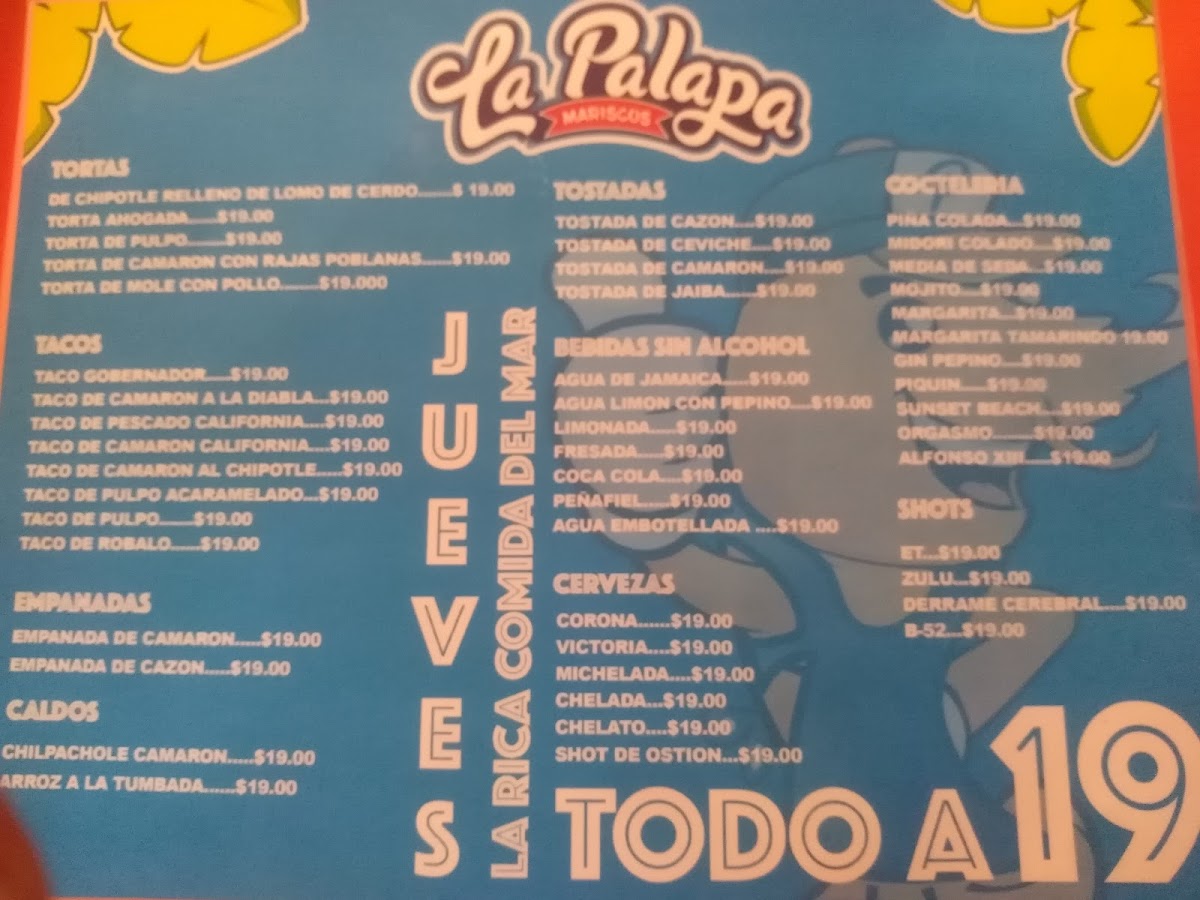 La Palapa
MARISCOS
TORTAS
DE CHIPOTLE RELLENO DE LOMO DE CERDO.......$ 19.00
TORTA AHOGADA......$19.00
TORTA DE PULPO........$19.00
TORTA DE CAMARON CON RAJAS POBLANAS......$19.00
TORTA DE MOLE CON POLLO........$19.000
TACOS
TACO GOBERNADOR.....$19.00
TACO DE CAMARON A LA DIABLA...$19.00
TACO DE PESCADO CALIFORNIA....$19.00
TACO DE CAMARON CALIFORNIA....$19.00
TACO DE CAMARON AL CHIPOTLE.....$19.00
TACO DE PULPO ACARAMELADO...$19.00
TACO DE PULPO.......$19.00
TACO DE ROBALO......$19.00
EMPANADAS
EMPANADA DE CAMARON.....$19.00
EMPANADA DE CAZON.....$19.00
CALDOS
CHILPACHOLE CAMARON.....$19.00
ARROZ A LA TUMBADA......$19.00
JUEVES
LA RICA COMIDA DEL MAR
TOSTADAS
TOSTADA DE CAZON....$19.00
TOSTADA DE CEVICHE....$19.00
TOSTADA DE CAMARON....$19.00
TOSTADA DE JAIBA......$19.00
BEBIDAS SIN ALCOHOL
AGUA DE JAMAICA.....$19.00
AGUA LIMON CON PEPINO....$19.00
LIMONADA.....$19.00
FRESADA.....$19.00
COCA COLA....$19.00
PEÑAFIEL.....$19.00
AGUA EMBOTELLADA ....$19.00
CERVEZAS
CORONA......$19.00
VICTORIA....$19.00
MICHELADA....$19.00
CHELADA...$19.00
CHELATO....$19.00
SHOT DE OSTION...$19.00
COCTELERIA
PIÑA COLADA...$19.00
MIDORI COLADO...$19.00
MEDIA DE SEDA...$19.00
MOJITO....$19.00
MARGARITA....$19.00
MARGARITA TAMARINDO 19.00
GIN PEPINO....$19.00
PIQUIN.....$19.00
SUNSET BEACH....$19.00
ORGASMO.......$19.00
ALFONSO XIII.....$19.00
SHOTS
ET...$19.00
ZULU...$19.00
DERRAME CEREBRAL....$19.00
B-52...$19.00
TODO A 19